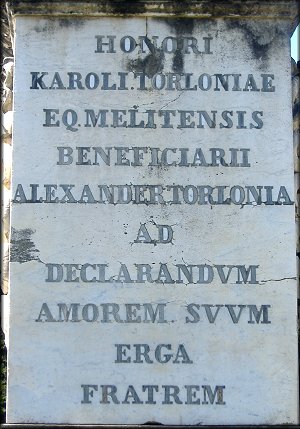 HONORI
KAROLI.TORLONIAE
EQ.MELITENSIS
BENEFICIARII
ALEXANDER TORLONIA
AD
DECLARANDVM
AMOREM SVVM
ERGA
FRATREM